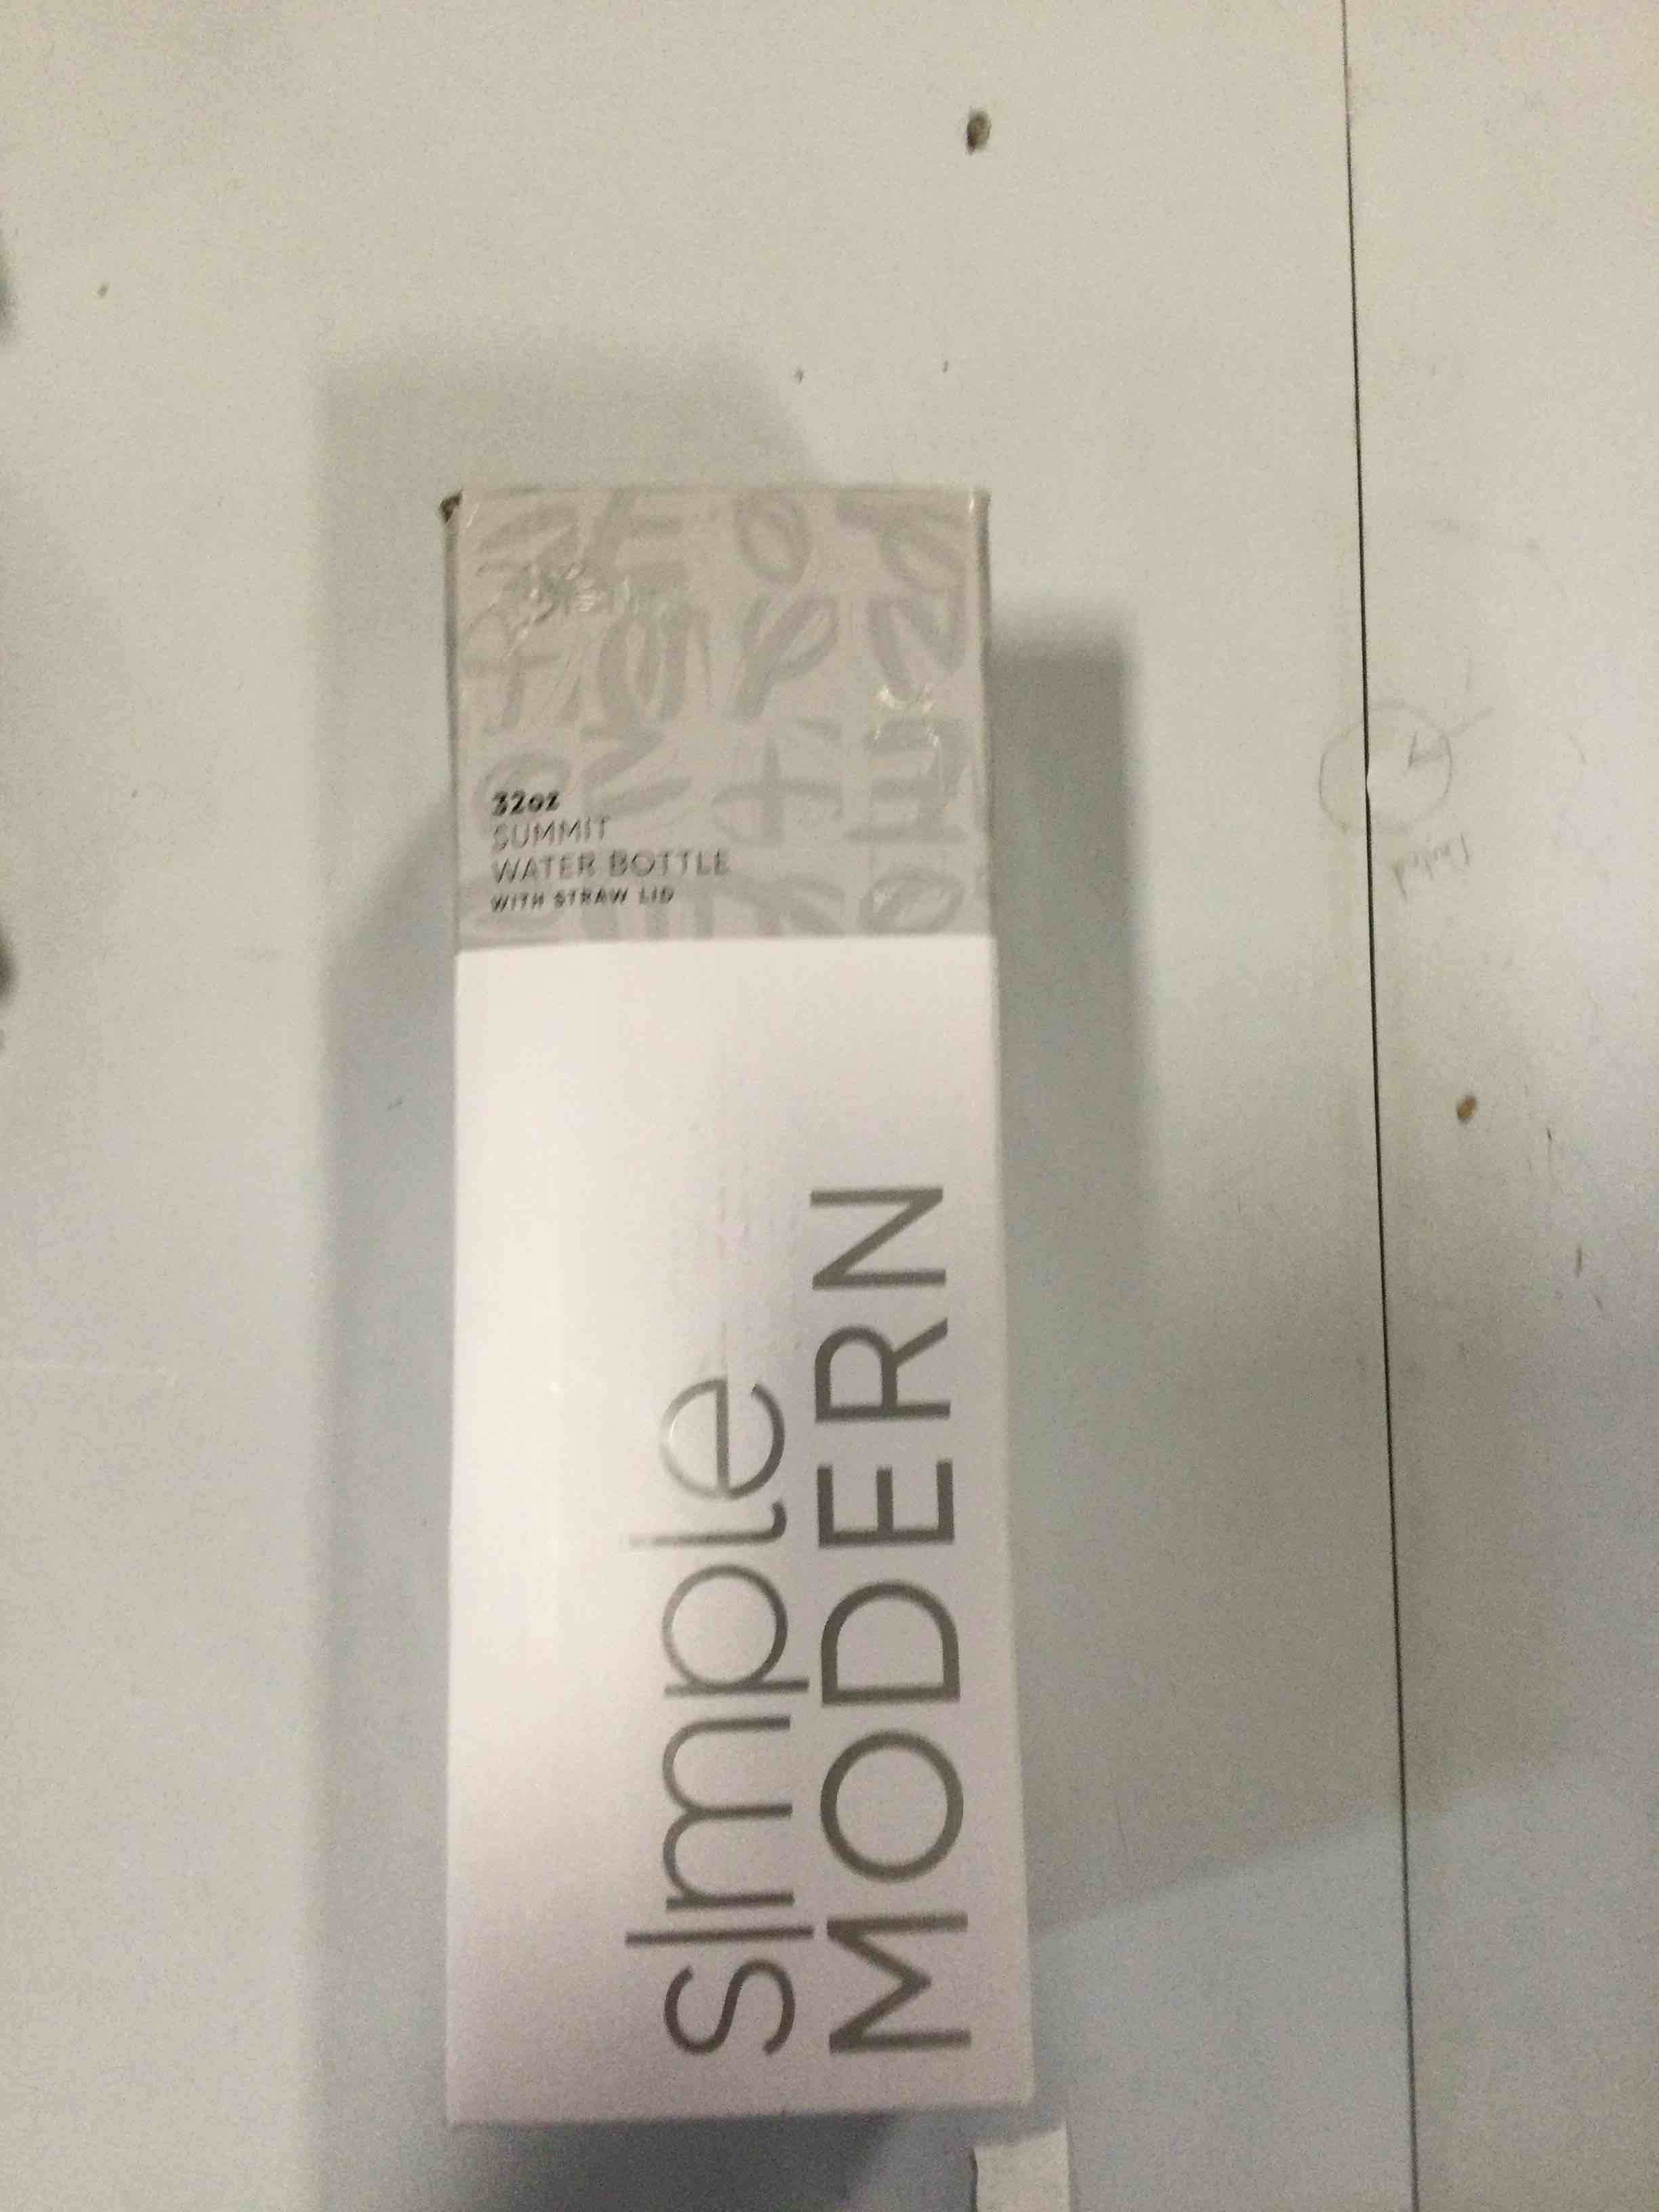 32oz
SUMMIT
WATER BOTTLE
WITH STRAW LID
simple
MODERN